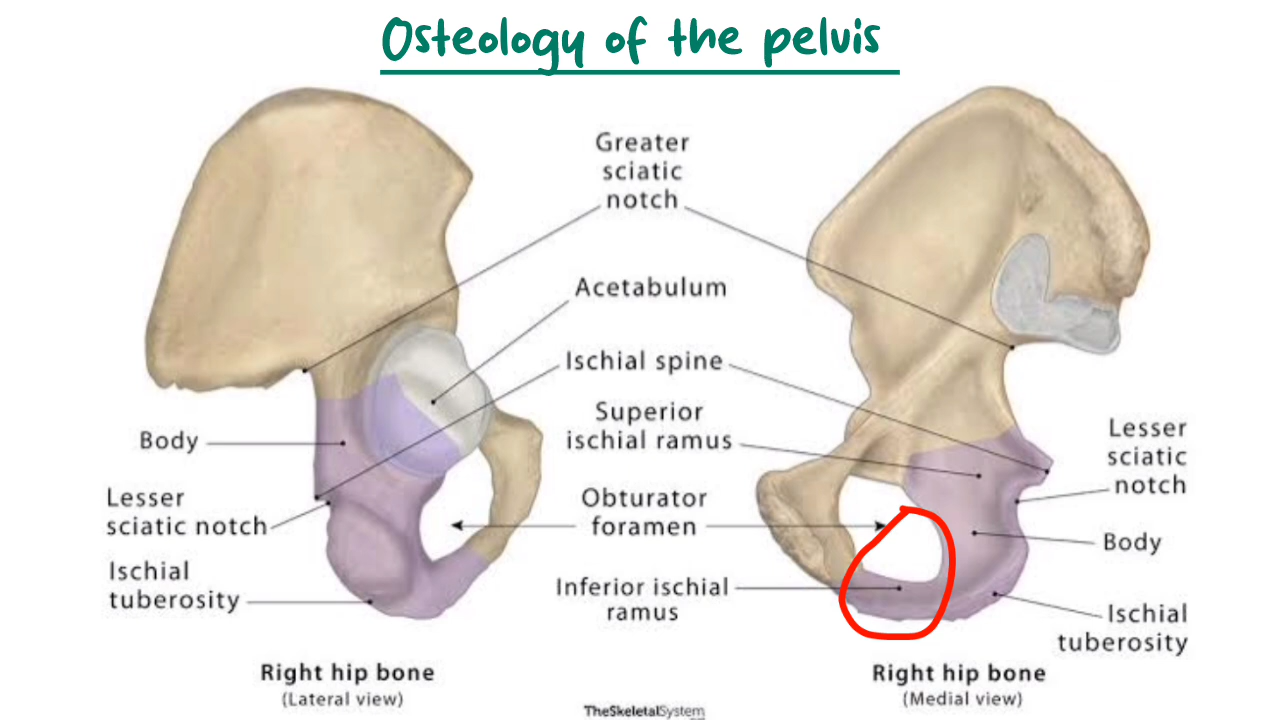 Osteology of the pelvis
Greater
sciatic
notch
Acetabulum
Ischial spine
Superior
ischial ramus
Body
Lesser
sciatic notch
Obturator
foramen
Ischial
tuberosity
Inferior ischial
ramus
Lesser
sciatic
notch
Body
Ischial
tuberosity
Right hip bone
(Lateral view)
Right hip bone
(Medial view)
TheSkeletalSystem